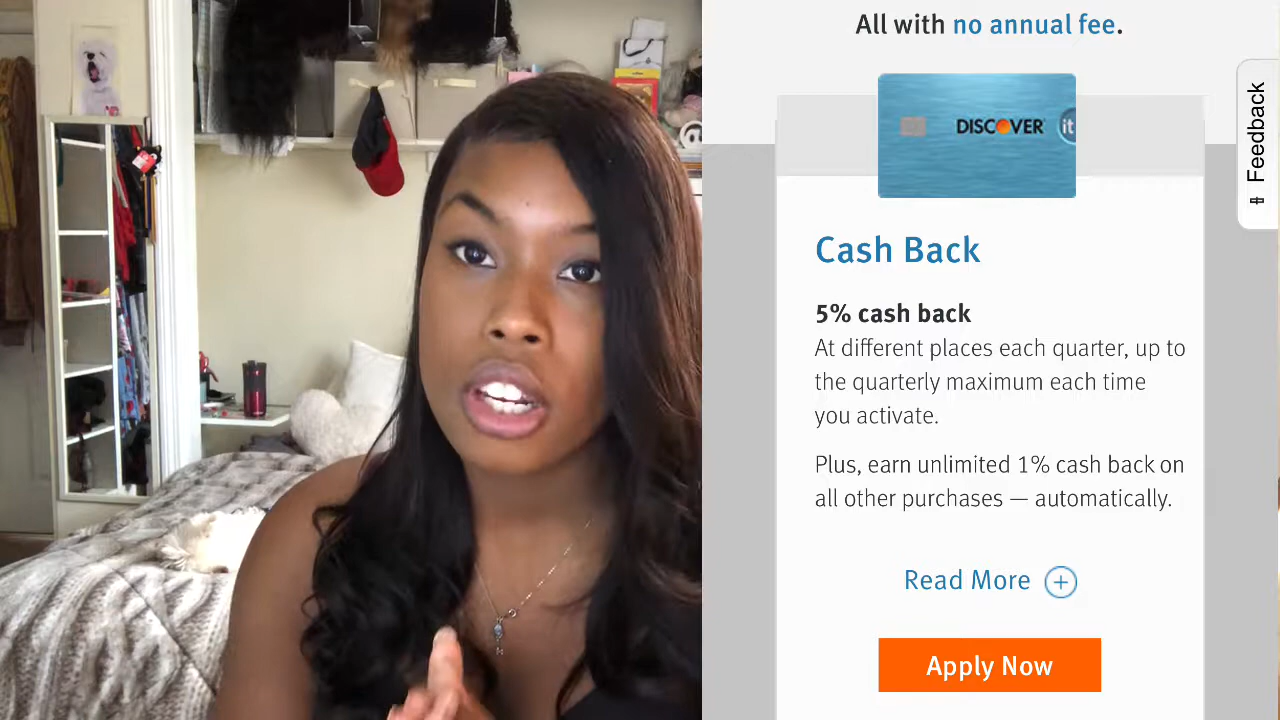 All with no annual fee.
DISCOVER it
Feedback
Cash Back
5% cash back
At different places each quarter, up to
the quarterly maximum each time
you activate.
Plus, earn unlimited 1% cash back on
all other purchases — automatically.
Read More
Apply Now